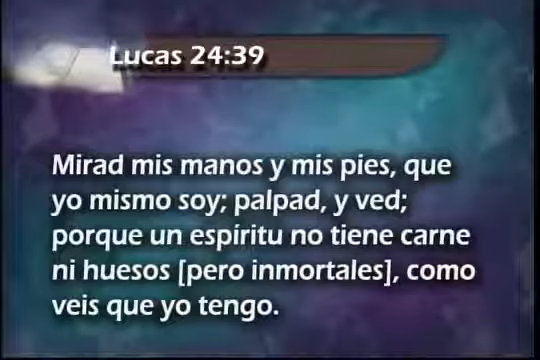 Lucas 24:39
Mirad mis manos y mis pies, que
yo mismo soy; palpad, y ved;
porque un espíritu no tiene carne
ni huesos [pero inmortales], como
veis que yo tengo.